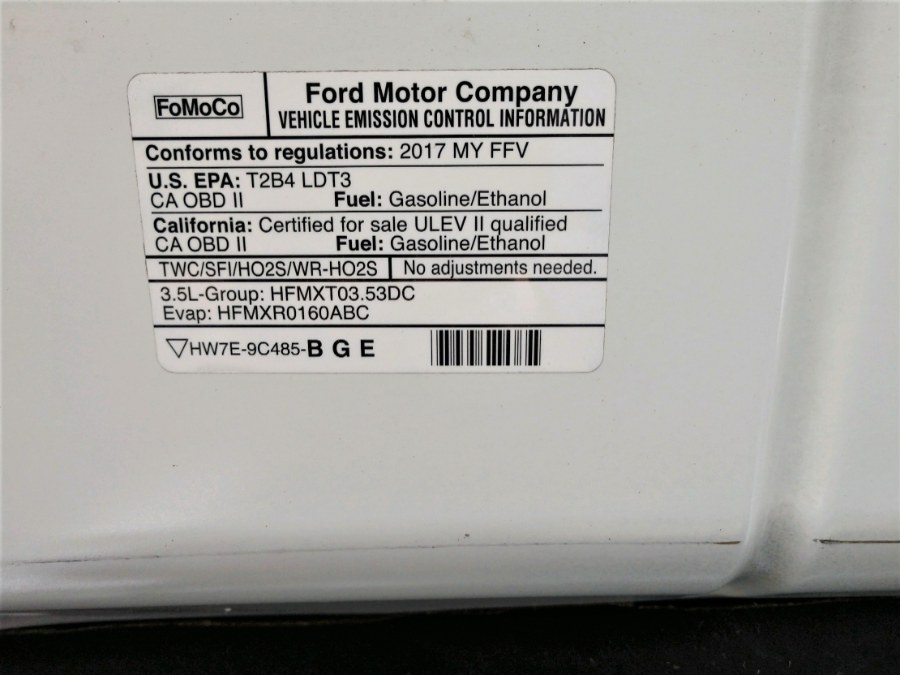 FoMoCo
Ford Motor Company
VEHICLE EMISSION CONTROL INFORMATION
Conforms to regulations: 2017 MY FFV
U.S. EPA: T2B4 LDT3
CA OBD II Fuel: Gasoline/Ethanol
California: Certified for sale ULEV II qualified
CA OBD II Fuel: Gasoline/Ethanol
TWC/SFI/HO2S/WR-HO2S No adjustments needed.
3.5L-Group: HFMXT03.53DC
Evap: HFMXR0160ABC
HW7E-9C485-B G E